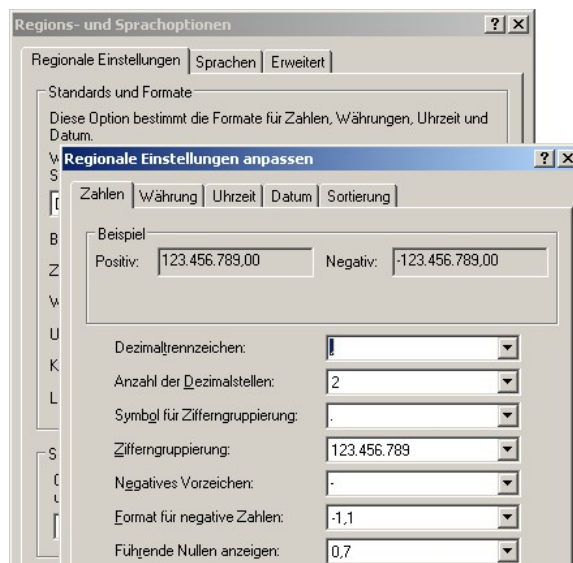 Regions- und Sprachoptionen
Regionale Einstellungen Sprachen Erweitert
Standards und Formate
Diese Option bestimmt die Formate für Zahlen, Währungen, Uhrzeit und
Datum.
Regionale Einstellungen anpassen
Zahlen Währung Uhrzeit Datum Sortierung
Beispiel
Positiv: 123.456.789,00 Negativ: -123.456.789,00
Dezimaltrennzeichen: ,
Anzahl der Dezimalstellen: 2
Symbol für Zifferngruppierung: .
Zifferngruppierung: 123.456.789
Negatives Vorzeichen: -
Format für negative Zahlen: -1,1
Führende Nullen anzeigen: 0,7